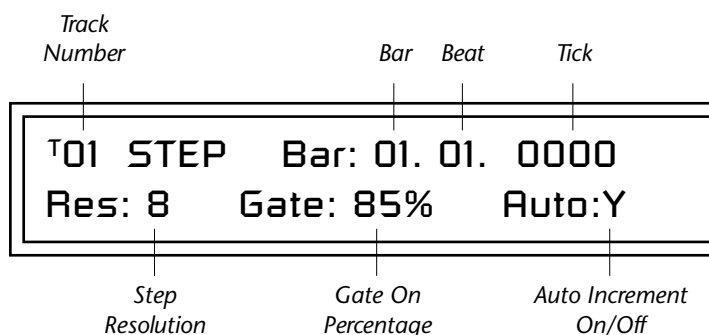 Track
Number
Bar Beat Tick
T01 STEP Bar: 01. 01. 0000
Res: 8 Gate: 85% Auto:Y
Step
Resolution
Gate On
Percentage
Auto Increment
On/Off